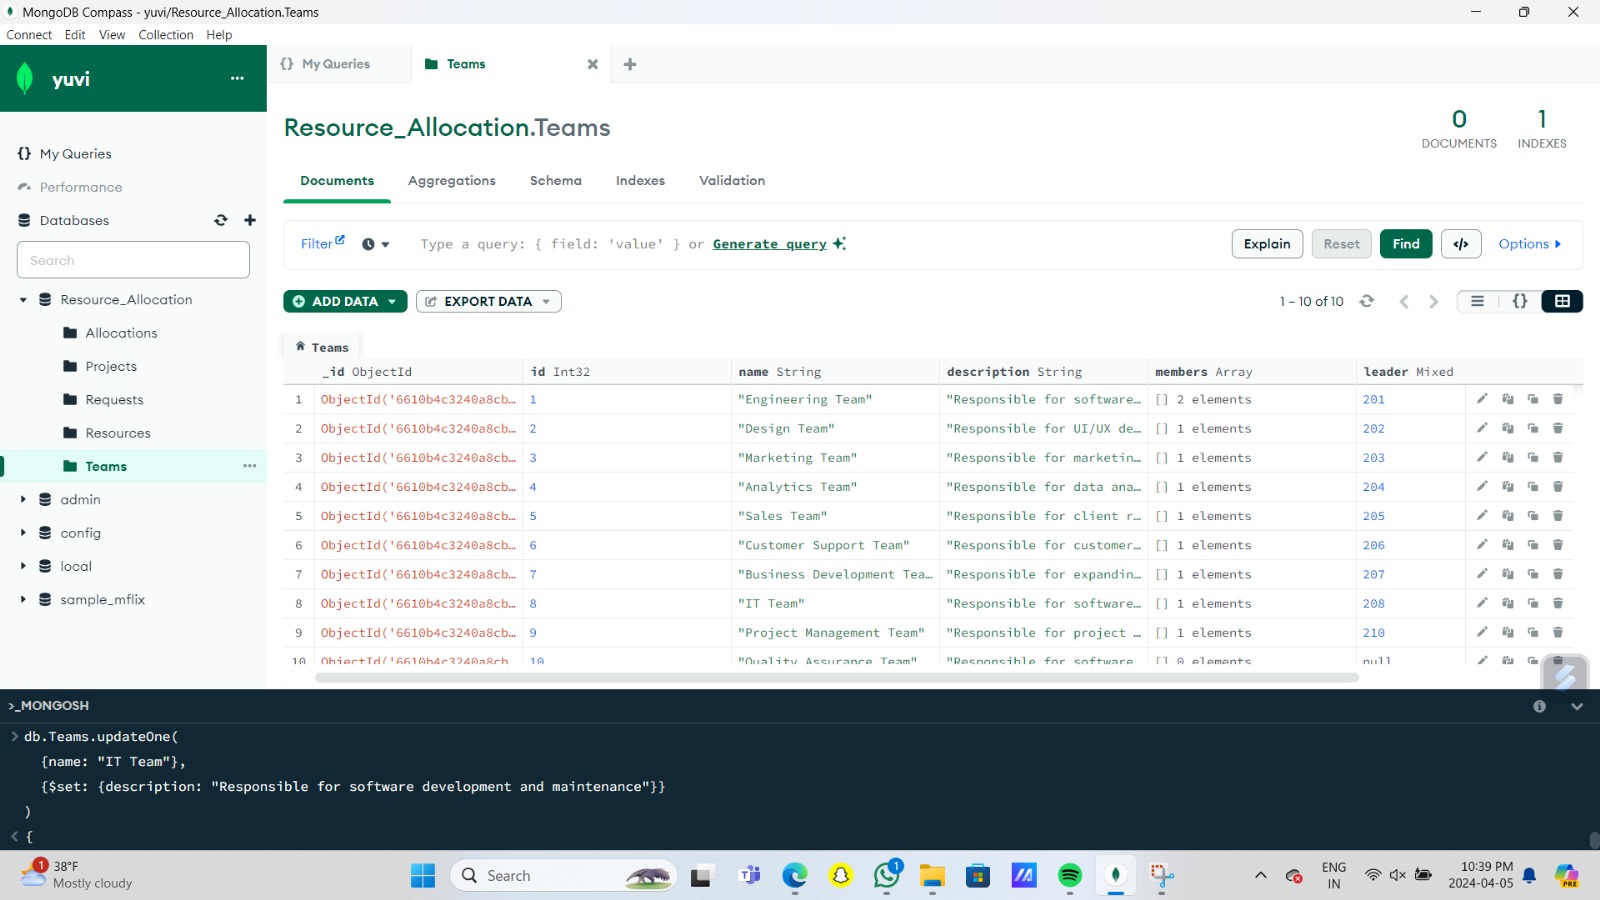 MongoDB Compass - yuvi/Resource_Allocation.Teams
Connect Edit View Collection Help
yuvi
My Queries
Teams
Resource_Allocation.Teams
0
DOCUMENTS
1
INDEXES
My Queries
Performance
Databases
Search
Resource_Allocation
Allocations
Projects
Requests
Resources
Teams
admin
config
local
sample_mflix
Documents Aggregations Schema Indexes Validation
Filter Type a query: { field: 'value' } or Generate query Explain Reset Find </> Options
ADD DATA EXPORT DATA 1 – 10 of 10
Teams
_id ObjectId id Int32 name String description String members Array leader Mixed
1 ObjectId('6610b4c3240a8cb… 1 "Engineering Team" "Responsible for software… [] 2 elements 201
2 ObjectId('6610b4c3240a8cb… 2 "Design Team" "Responsible for UI/UX de… [] 1 elements 202
3 ObjectId('6610b4c3240a8cb… 3 "Marketing Team" "Responsible for marketin… [] 1 elements 203
4 ObjectId('6610b4c3240a8cb… 4 "Analytics Team" "Responsible for data ana… [] 1 elements 204
5 ObjectId('6610b4c3240a8cb… 5 "Sales Team" "Responsible for client r… [] 1 elements 205
6 ObjectId('6610b4c3240a8cb… 6 "Customer Support Team" "Responsible for customer… [] 1 elements 206
7 ObjectId('6610b4c3240a8cb… 7 "Business Development Tea… "Responsible for expandin… [] 1 elements 207
8 ObjectId('6610b4c3240a8cb… 8 "IT Team" "Responsible for software… [] 1 elements 208
9 ObjectId('6610b4c3240a8cb… 9 "Project Management Team" "Responsible for project … [] 1 elements 210
10 ObjectId('6610b4c3240a8cb 10 "Quality Assurance Team" "Responsible for software [] 0 elements null
>_MONGOSH
> db.Teams.updateOne(
{name: "IT Team"},
{$set: {description: "Responsible for software development and maintenance"}}
)
< {
1
38°F
Mostly cloudy
Search
1
ENG
IN
10:39 PM
2024-04-05
PRE